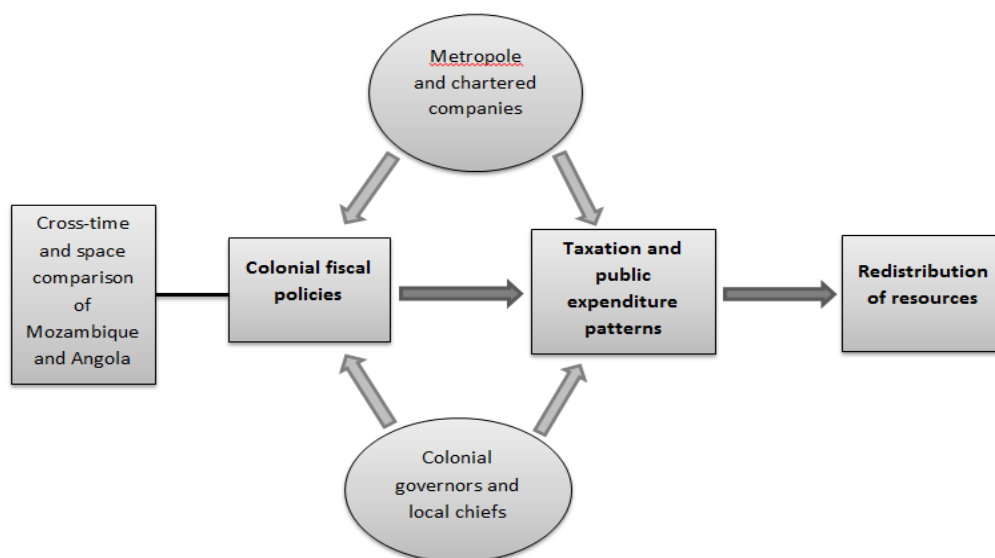 Metropole
and chartered
companies
Cross-time
and space
comparison
of
Mozambique
and Angola
Colonial fiscal
policies
Taxation and
public
expenditure
patterns
Redistribution
of resources
Colonial
governors and
local chiefs